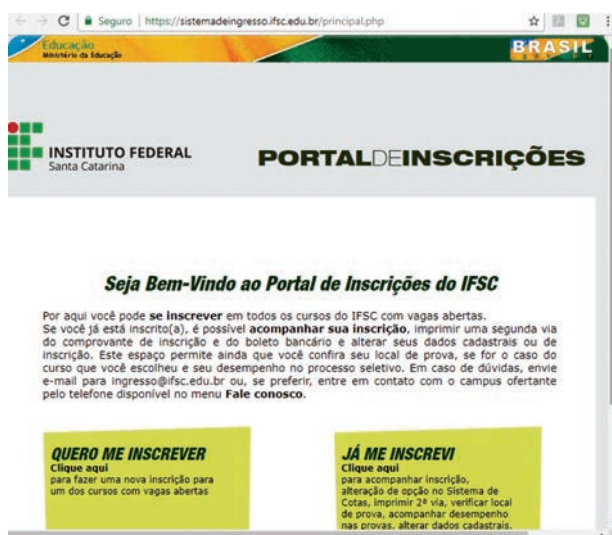 Seguro | https://sistemadeingresso.ifsc.edu.br/principal.php
Educação
Ministério da Educação
BRASIL
INSTITUTO FEDERAL
Santa Catarina
PORTALDEINSCRIÇÕES
Seja Bem-Vindo ao Portal de Inscrições do IFSC
Por aqui você pode se inscrever em todos os cursos do IFSC com vagas abertas.
Se você já está inscrito(a), é possível acompanhar sua inscrição, imprimir uma segunda via
do comprovante de inscrição e do boleto bancário e alterar seus dados cadastrais ou de
inscrição. Este espaço permite ainda que você confira seu local de prova, se for o caso do
curso que você escolheu e seu desempenho no processo seletivo. Em caso de dúvidas, envie
e-mail para ingresso@ifsc.edu.br ou, se preferir, entre em contato com o campus ofertante
pelo telefone disponível no menu Fale conosco.
QUERO ME INSCREVER
Clique aqui
para fazer uma nova inscrição para
um dos cursos com vagas abertas
JÁ ME INSCREVI
Clique aqui
para acompanhar inscrição,
alteração de opção no Sistema de
Cotas, imprimir 2ª via, verificar local
de prova, acompanhar desempenho
nas provas, alterar dados cadastrais.